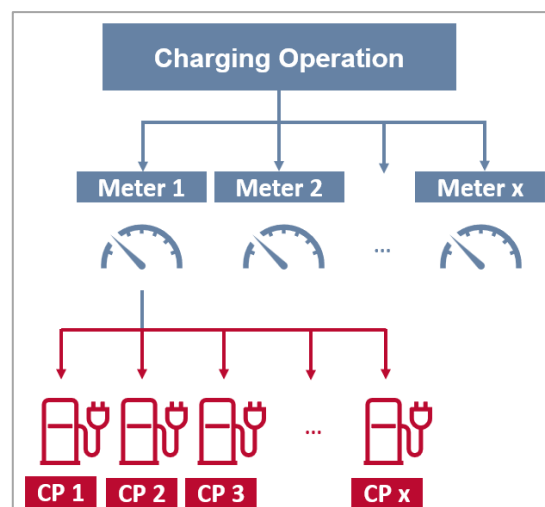 Charging Operation
Meter 1
Meter 2
Meter x
...
...
CP 1
CP 2
CP 3
CP x